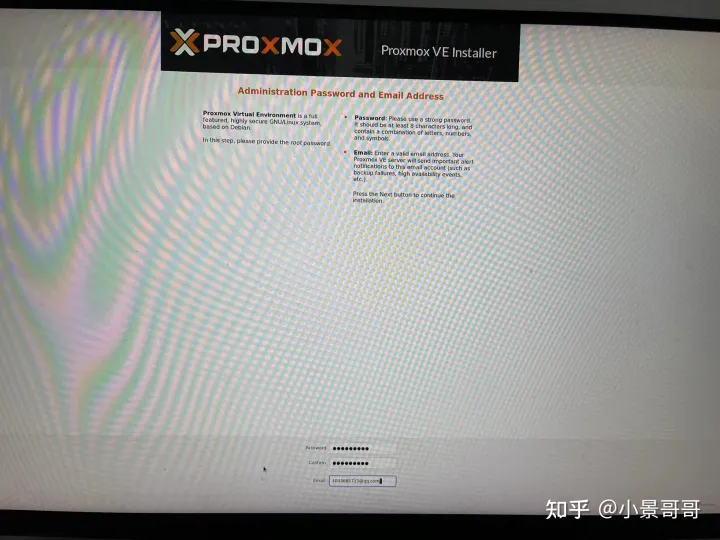 PROXMOX
Proxmox VE Installer
Administration Password and Email Address
Proxmox Virtual Environment is a full
featured, highly secure GNU/Linux system,
based on Debian.
In this step, please provide the root password.
Password: Please use a strong password.
It should be at least 8 characters long, and
contain a combination of letters, numbers,
and symbols.
Email: Enter a valid email address. Your
Proxmox VE server will send important alert
notifications to this email account (such as
backup failures, high availability events,
etc.).
Press the Next button to continue the
installation.
Password
Confirm
Email
知乎 @小景哥哥